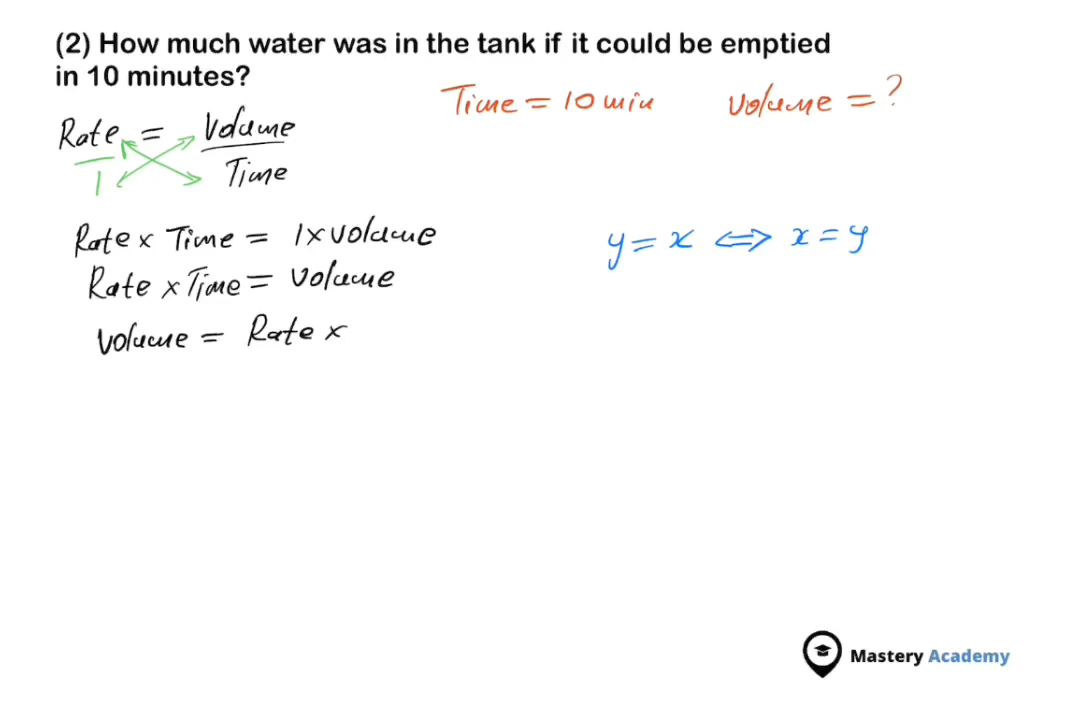 (2) How much water was in the tank if it could be emptied
in 10 minutes?
Time = 10 min volume = ?
Rate = Volume
1 Time
Rate x Time = 1 x volume
y = x ⇔ x = y
Rate x Time = volume
volume = Rate x
Mastery Academy